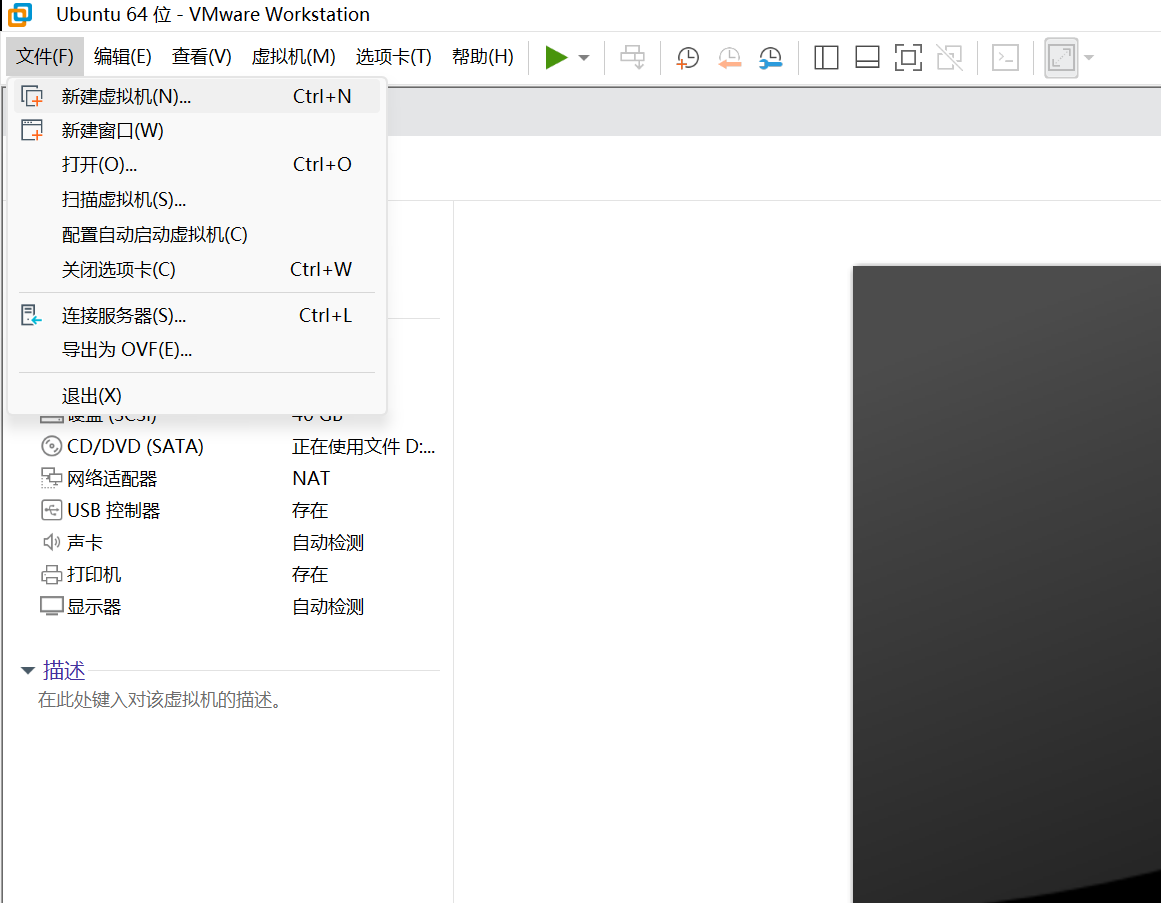 Ubuntu 64 位 - VMware Workstation
文件(F) 编辑(E) 查看(V) 虚拟机(M) 选项卡(T) 帮助(H)
新建虚拟机(N)... Ctrl+N
新建窗口(W)
打开(O)... Ctrl+O
扫描虚拟机(S)...
配置自动启动虚拟机(C)
关闭选项卡(C) Ctrl+W
连接服务器(S)... Ctrl+L
导出为 OVF(E)...
退出(X)
硬盘 (SCSI) 40 GB
CD/DVD (SATA) 正在使用文件 D:...
网络适配器 NAT
USB 控制器 存在
声卡 自动检测
打印机 存在
显示器 自动检测
描述
在此处键入对该虚拟机的描述。